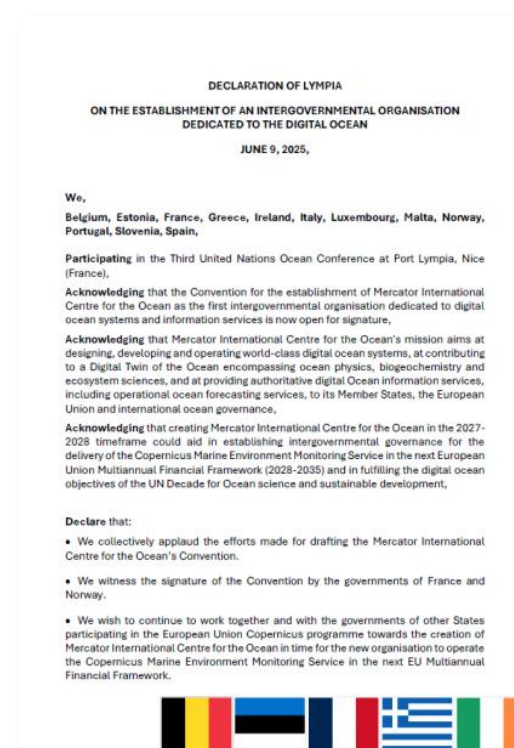 DECLARATION OF LYMPIA
ON THE ESTABLISHMENT OF AN INTERGOVERNMENTAL ORGANISATION
DEDICATED TO THE DIGITAL OCEAN
JUNE 9, 2025,
We,
Belgium, Estonia, France, Greece, Ireland, Italy, Luxembourg, Malta, Norway,
Portugal, Slovenia, Spain,
Participating in the Third United Nations Ocean Conference at Port Lympia, Nice
(France),
Acknowledging that the Convention for the establishment of Mercator International
Centre for the Ocean as the first intergovernmental organisation dedicated to digital
ocean systems and information services is now open for signature,
Acknowledging that Mercator International Centre for the Ocean's mission aims at
designing, developing and operating world-class digital ocean systems, at contributing
to a Digital Twin of the Ocean encompassing ocean physics, biogeochemistry and
ecosystem sciences, and at providing authoritative digital Ocean information services,
including operational ocean forecasting services, to its Member States, the European
Union and international ocean governance,
Acknowledging that creating Mercator International Centre for the Ocean in the 2027-
2028 timeframe could aid in establishing intergovernmental governance for the
delivery of the Copernicus Marine Environment Monitoring Service in the next European
Union Multiannual Financial Framework (2028-2035) and in fulfilling the digital ocean
objectives of the UN Decade for Ocean science and sustainable development,
Declare that:
• We collectively applaud the efforts made for drafting the Mercator International
Centre for the Ocean's Convention.
• We witness the signature of the Convention by the governments of France and
Norway.
• We wish to continue to work together and with the governments of other States
participating in the European Union Copernicus programme towards the creation of
Mercator International Centre for the Ocean in time for the new organisation to operate
the Copernicus Marine Environment Monitoring Service in the next EU Multiannual
Financial Framework.